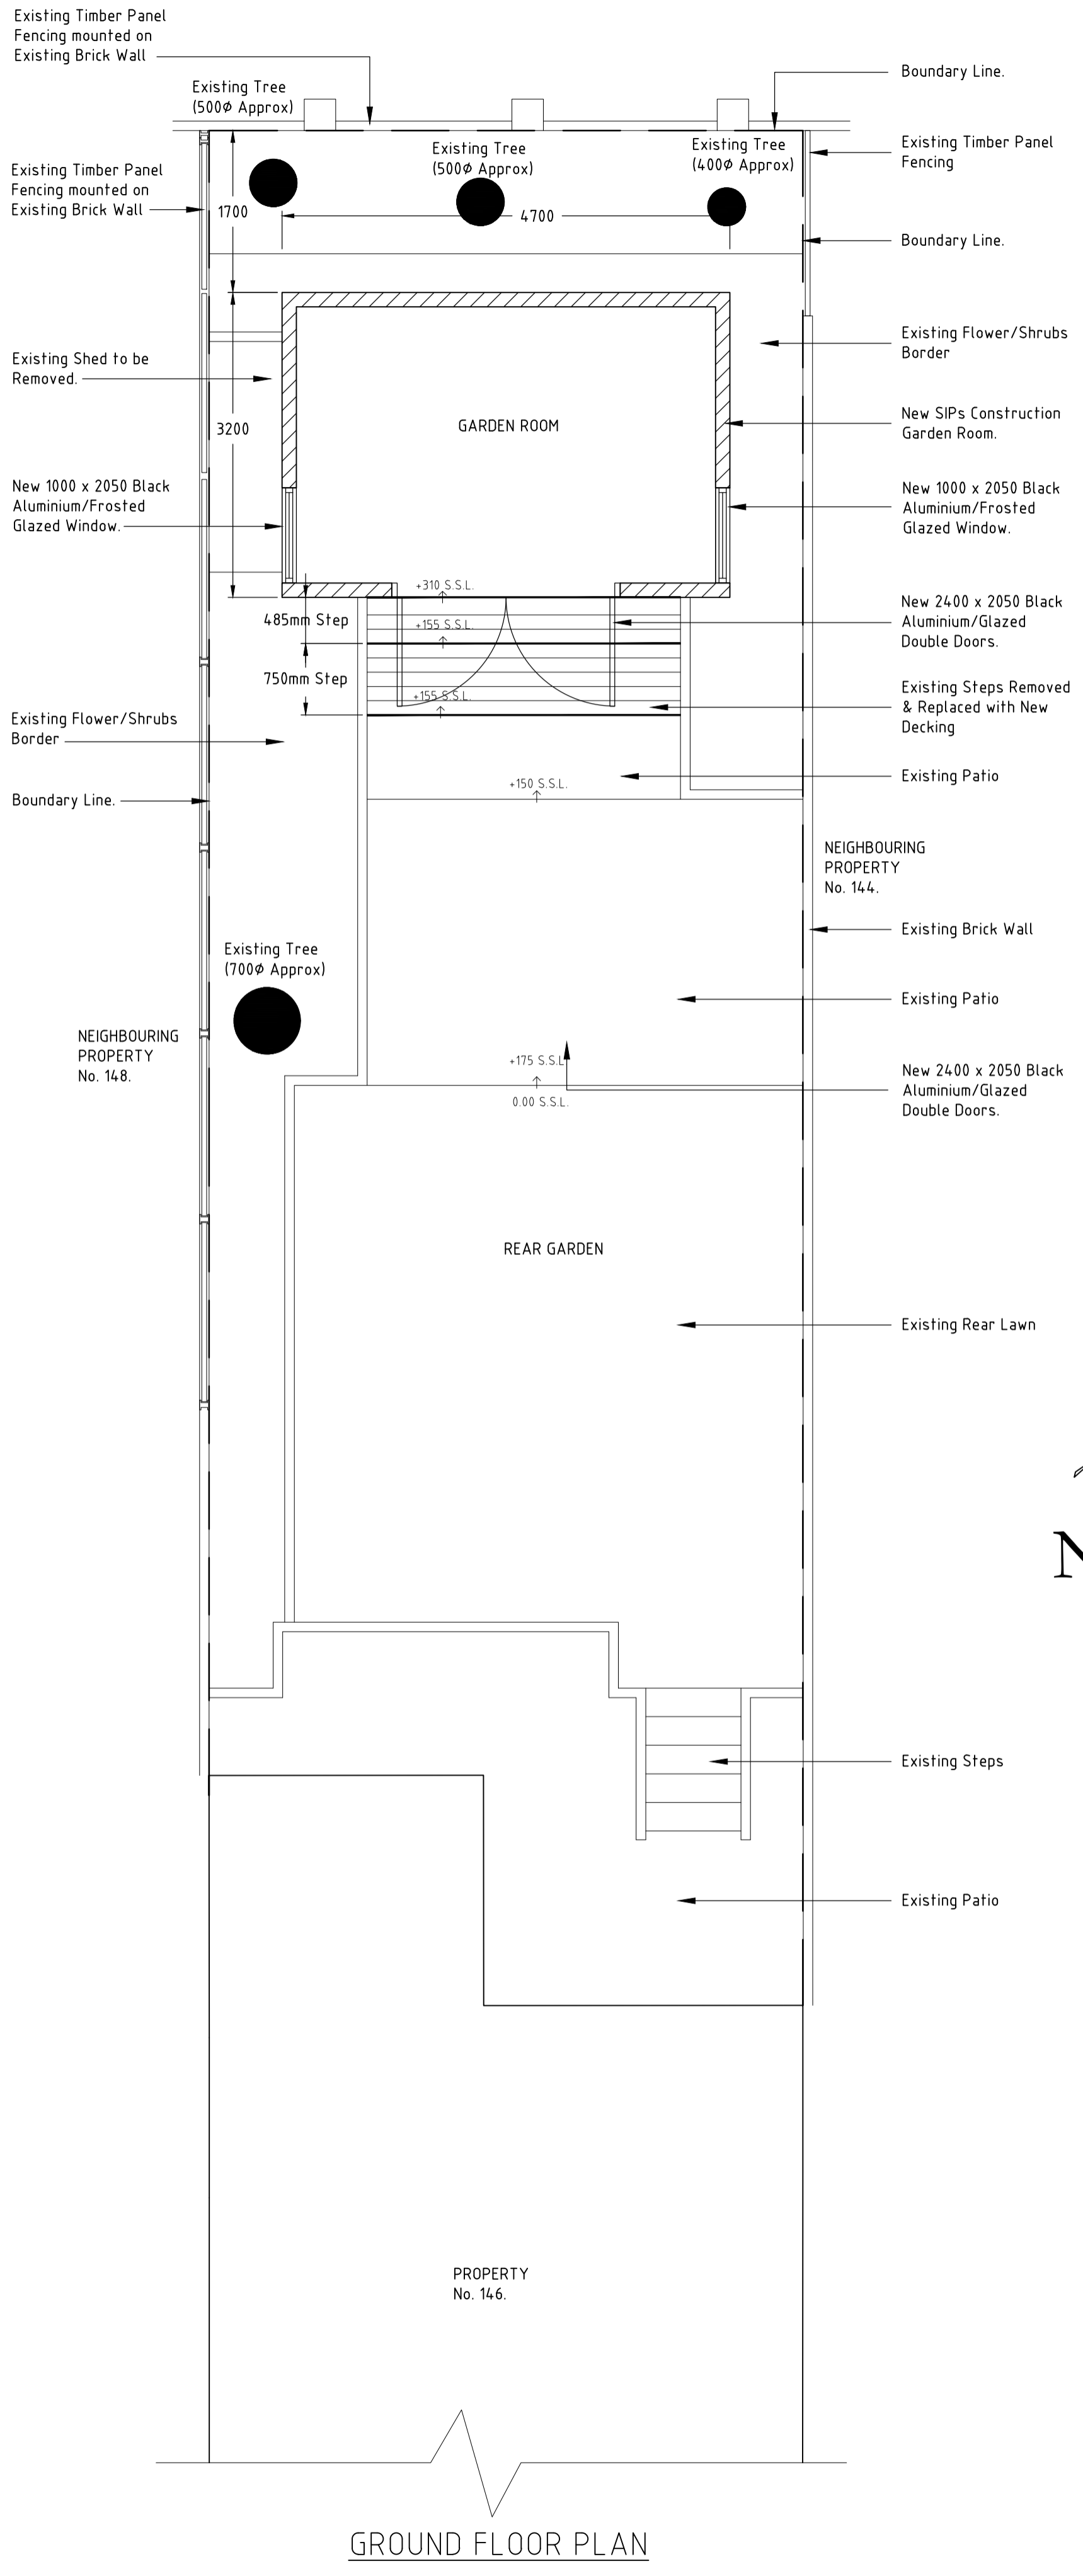 Existing Timber Panel
Fencing mounted on
Existing Brick Wall
Existing Tree
(500Ø Approx)
Boundary Line.
Existing Tree
(500Ø Approx)
Existing Tree
(400Ø Approx)
Existing Timber Panel
Fencing
Existing Timber Panel
Fencing mounted on
Existing Brick Wall
1700
4700
Boundary Line.
Existing Flower/Shrubs
Border
Existing Shed to be
Removed.
3200
GARDEN ROOM
New SIPs Construction
Garden Room.
New 1000 x 2050 Black
Aluminium/Frosted
Glazed Window.
New 1000 x 2050 Black
Aluminium/Frosted
Glazed Window.
+310 S.S.L.
485mm Step
+155 S.S.L.
New 2400 x 2050 Black
Aluminium/Glazed
Double Doors.
750mm Step
+155 S.S.L.
Existing Steps Removed
& Replaced with New
Decking
Existing Flower/Shrubs
Border
Existing Patio
+150 S.S.L.
Boundary Line.
NEIGHBOURING
PROPERTY
No. 144.
Existing Brick Wall
Existing Tree
(700Ø Approx)
Existing Patio
NEIGHBOURING
PROPERTY
No. 148.
+175 S.S.L
0.00 S.S.L.
New 2400 x 2050 Black
Aluminium/Glazed
Double Doors.
REAR GARDEN
Existing Rear Lawn
N
Existing Steps
Existing Patio
PROPERTY
No. 146.
GROUND FLOOR PLAN